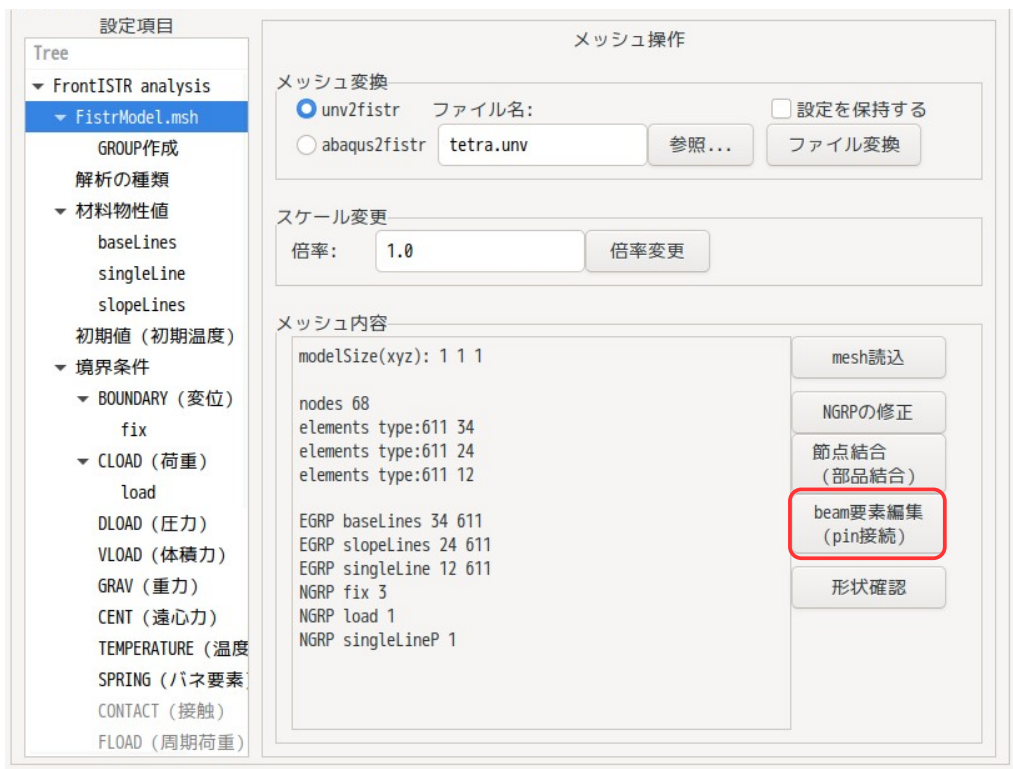 設定項目
Tree
FrontISTR analysis
FistrModel.msh
GROUP作成
解析の種類
材料物性値
baseLines
singleLine
slopeLines
初期値（初期温度）
境界条件
BOUNDARY（変位）
fix
CLOAD（荷重）
load
DLOAD（圧力）
VLOAD（体積力）
GRAV（重力）
CENT（遠心力）
TEMPERATURE（温度
SPRING（バネ要素
CONTACT（接触）
FLOAD（周期荷重）
メッシュ操作
メッシュ変換
unv2fistr ファイル名: 設定を保持する
abaqus2fistr tetra.unv 参照... ファイル変換
スケール変更
倍率: 1.0 倍率変更
メッシュ内容
modelSize(xyz): 1 1 1
nodes 68
elements type:611 34
elements type:611 24
elements type:611 12
EGRP baseLines 34 611
EGRP slopeLines 24 611
EGRP singleLine 12 611
NGRP fix 3
NGRP load 1
NGRP singleLineP 1
mesh読込
NGRPの修正
節点結合
（部品結合）
beam要素編集
(pin接続)
形状確認